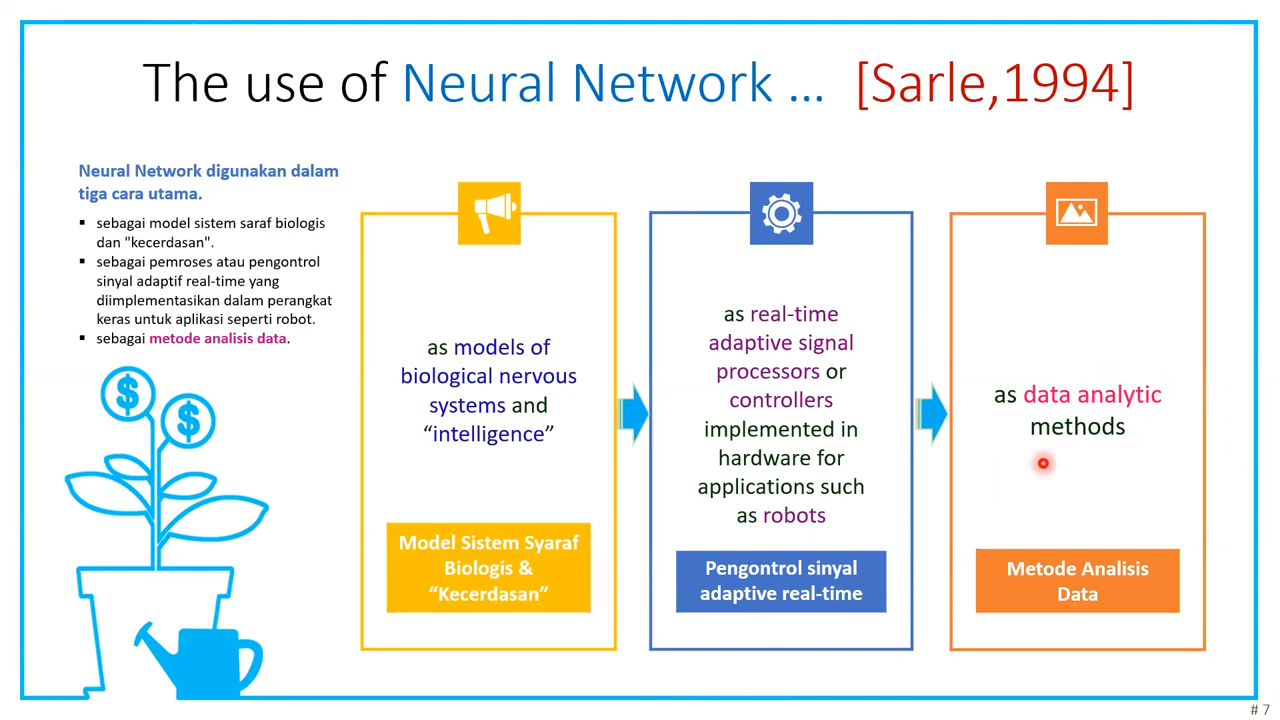 The use of Neural Network … [Sarle,1994]
Neural Network digunakan dalam
tiga cara utama.
▪ sebagai model sistem saraf biologis
dan "kecerdasan".
▪ sebagai pemroses atau pengontrol
sinyal adaptif real-time yang
diimplementasikan dalam perangkat
keras untuk aplikasi seperti robot.
▪ sebagai metode analisis data.
$
$
as models of
biological nervous
systems and
“intelligence”
Model Sistem Syaraf
Biologis &
“Kecerdasan”
as real-time
adaptive signal
processors or
controllers
implemented in
hardware for
applications such
as robots
Pengontrol sinyal
adaptive real-time
as data analytic
methods
Metode Analisis
Data
# 7